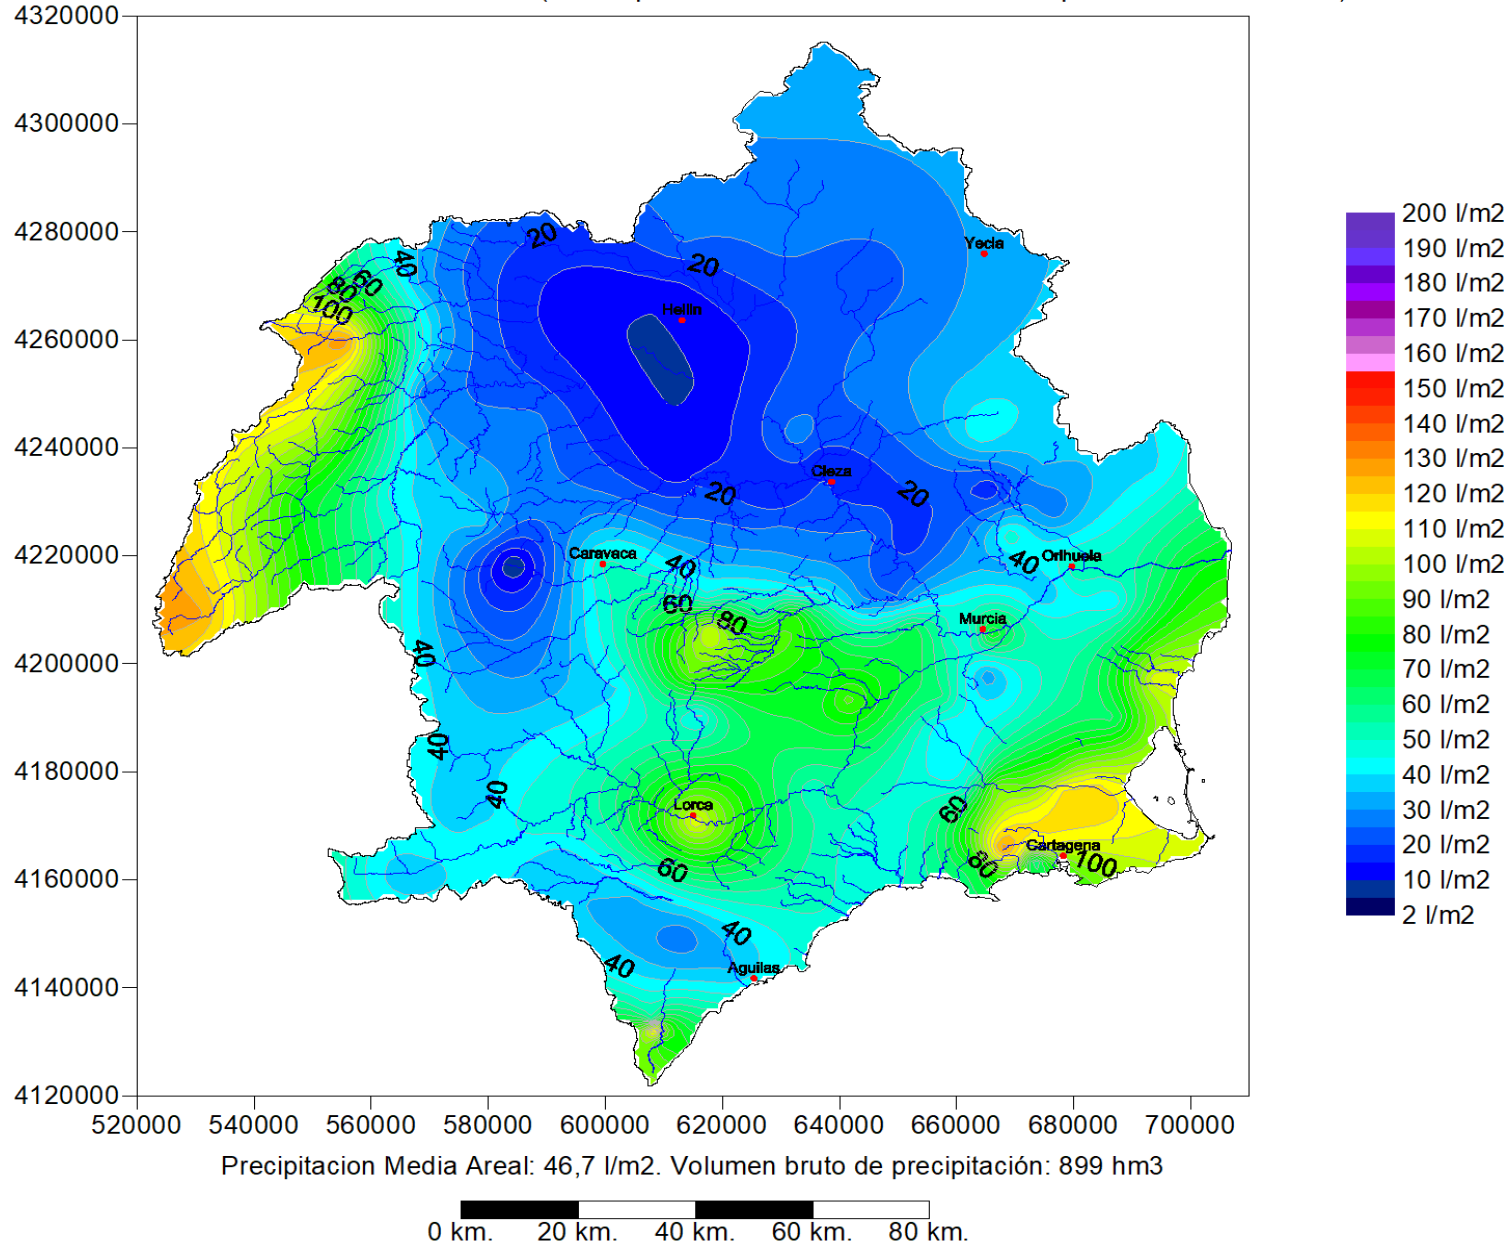 4320000
4300000
4280000
4260000
4240000
4220000
4200000
4180000
4160000
4140000
4120000
520000 540000 560000 580000 600000 620000 640000 660000 680000 700000
Yecla
20
20
40
60
80
100
Hellin
Cieza
20
20
Caravaca
40
40
Orihuela
60
80
Murcia
40
40
40
Lorca
60
60
80
Cartagena
100
40
40
Aguilas
200 l/m2
190 l/m2
180 l/m2
170 l/m2
160 l/m2
150 l/m2
140 l/m2
130 l/m2
120 l/m2
110 l/m2
100 l/m2
90 l/m2
80 l/m2
70 l/m2
60 l/m2
50 l/m2
40 l/m2
30 l/m2
20 l/m2
10 l/m2
2 l/m2
Precipitacion Media Areal: 46,7 l/m2. Volumen bruto de precipitación: 899 hm3
0 km. 20 km. 40 km. 60 km. 80 km.